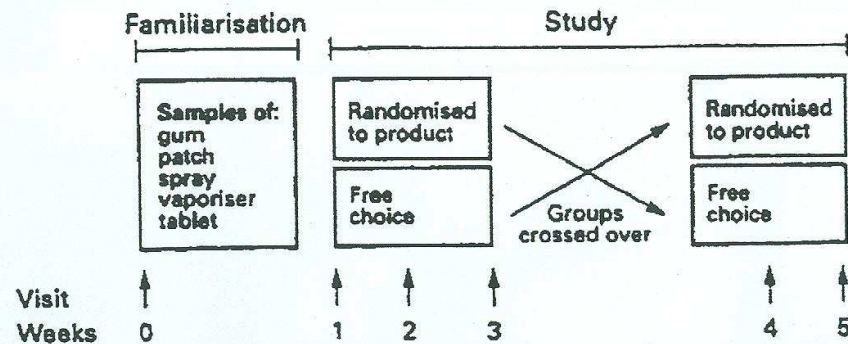 Familiarisation
Study
Samples of:
gum
patch
spray
vaporiser
tablet
Randomised
to product
Free
choice
Groups
crossed over
Randomised
to product
Free
choice
Visit
Weeks 0 1 2 3 4 5